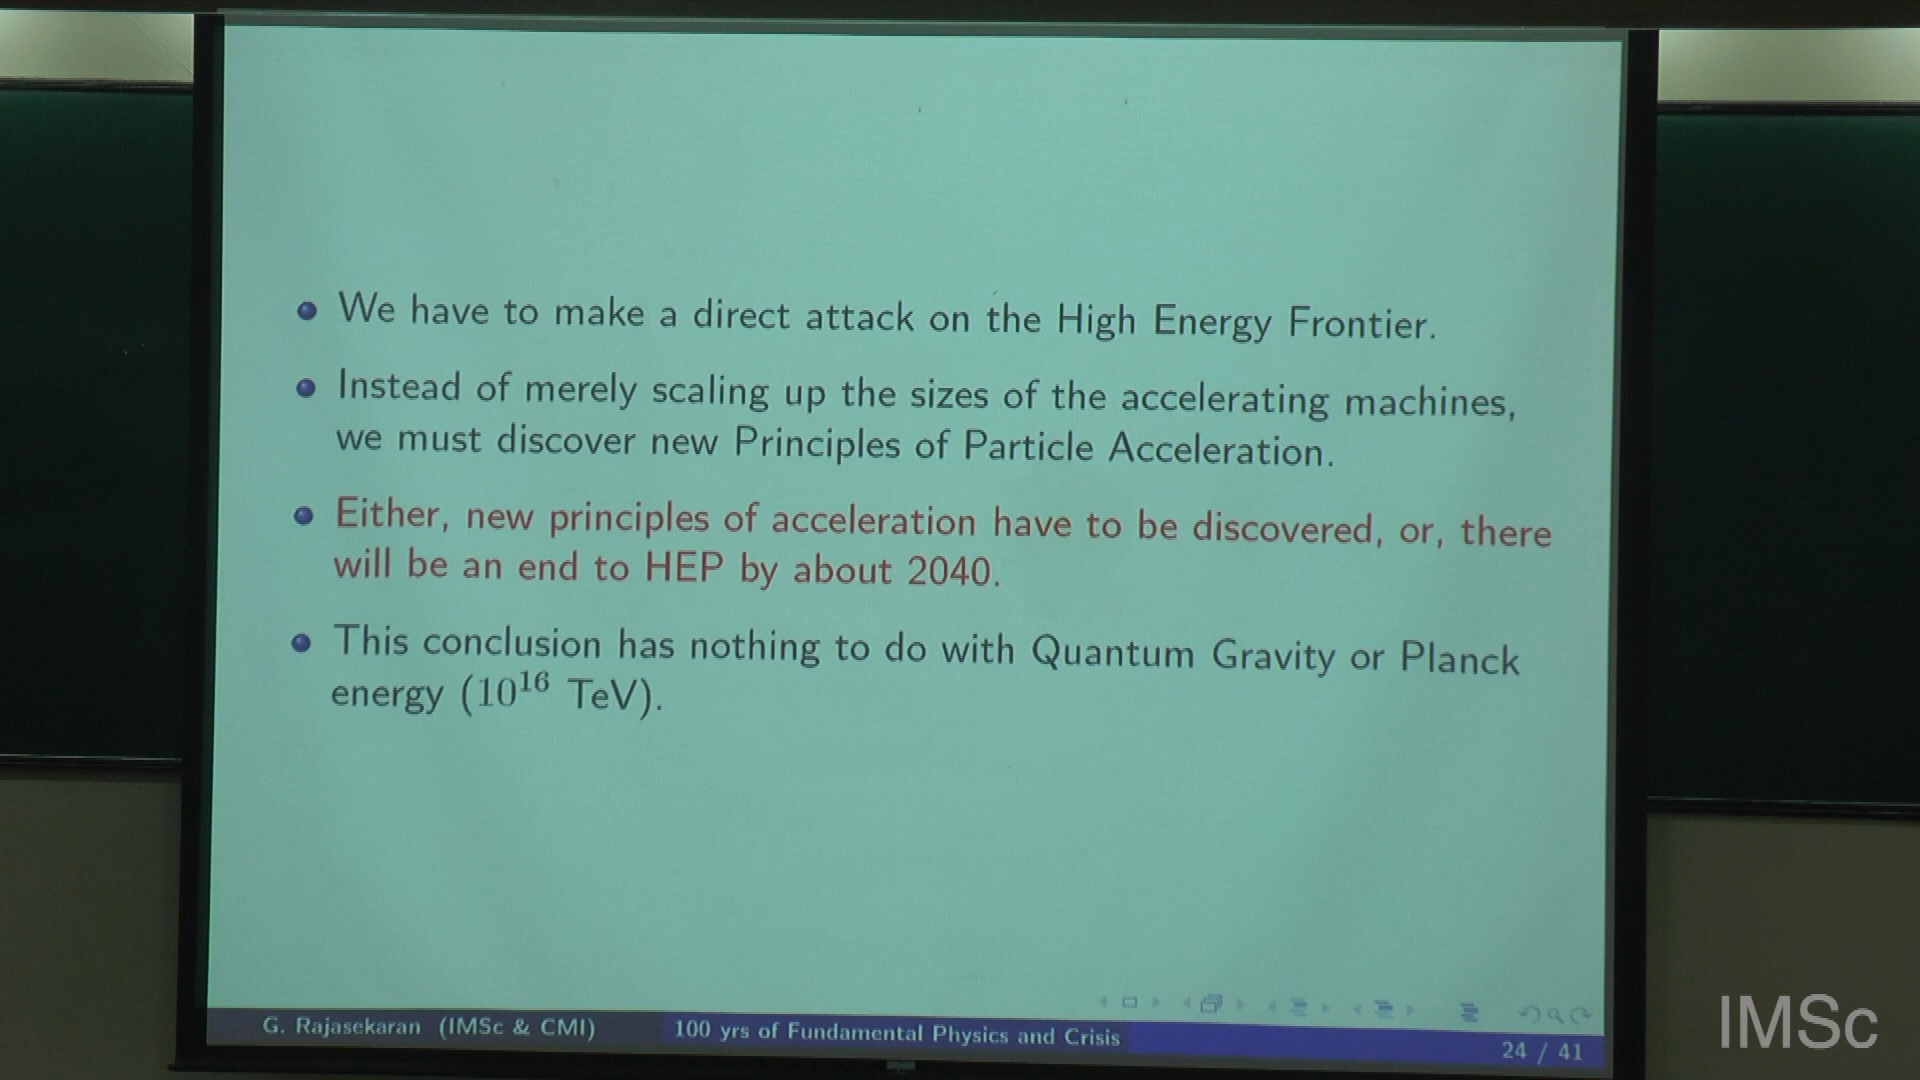 We have to make a direct attack on the High Energy Frontier.
Instead of merely scaling up the sizes of the accelerating machines,
we must discover new Principles of Particle Acceleration.
Either, new principles of acceleration have to be discovered, or, there
will be an end to HEP by about 2040.
This conclusion has nothing to do with Quantum Gravity or Planck
energy (10¹⁶ TeV).
G. Rajasekaran (IMSc & CMI) 100 yrs of Fundamental Physics and Crisis 24 / 41
IMSc